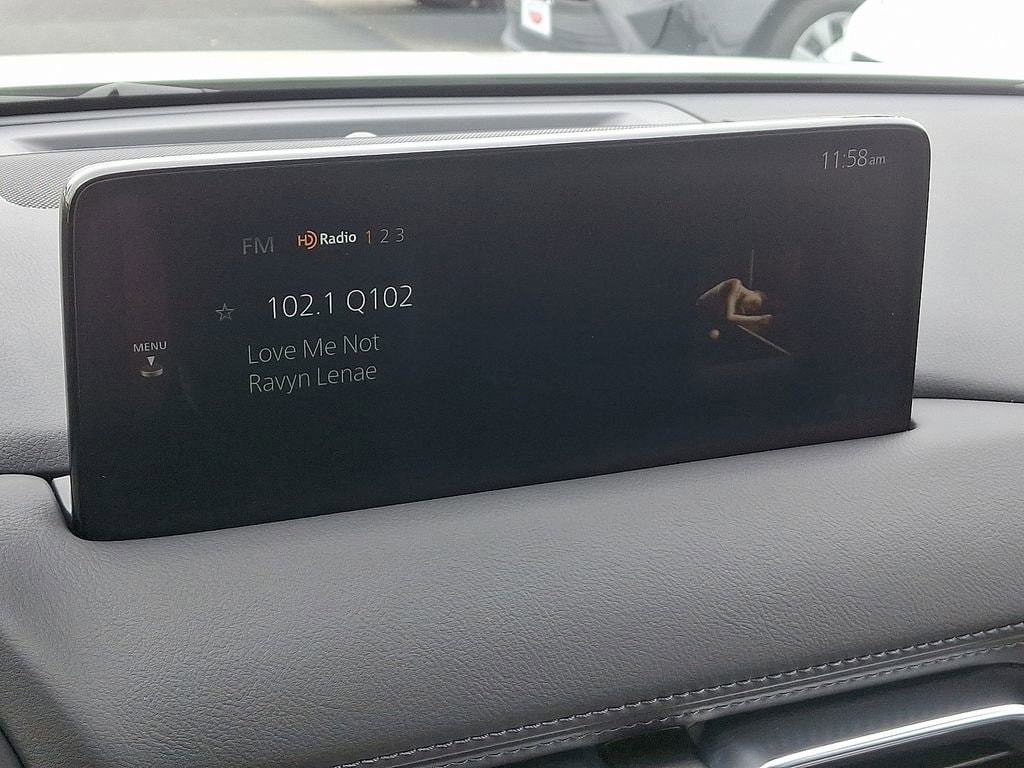 11:58am
FM HD Radio 1 2 3
102.1 Q102
MENU
Love Me Not
Ravyn Lenae